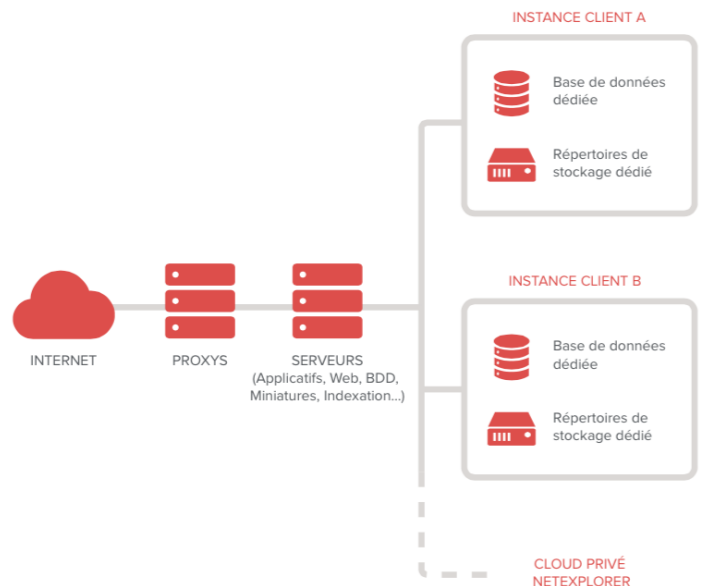 INSTANCE CLIENT A
Base de données
dédiée
Répertoires de
stockage dédié
INTERNET
PROXYS
SERVEURS
(Applicatifs, Web, BDD,
Miniatures, Indexation...)
INSTANCE CLIENT B
Base de données
dédiée
Répertoires de
stockage dédié
CLOUD PRIVÉ
NETEXPLORER